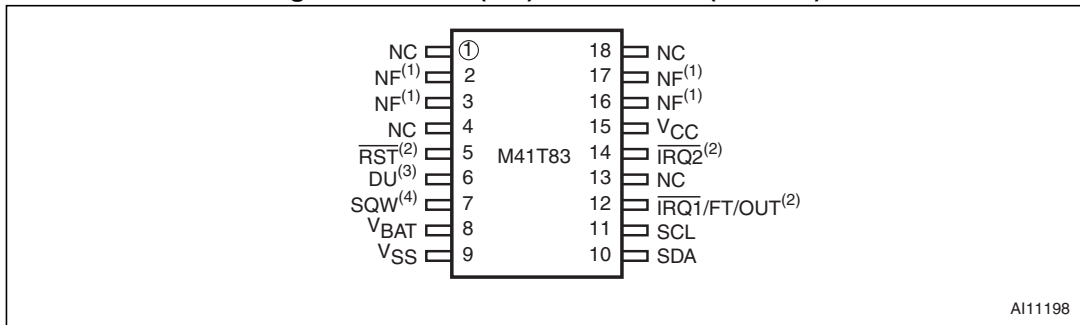 NC 1 18 NC
NF(1) 2 17 NF(1)
NF(1) 3 16 NF(1)
NC 4 15 VCC
RST(2) 5 M41T83 14 IRQ2(2)
DU(3) 6 13 NC
SQW(4) 7 12 IRQ1/FT/OUT(2)
VBAT 8 11 SCL
VSS 9 10 SDA
AI11198